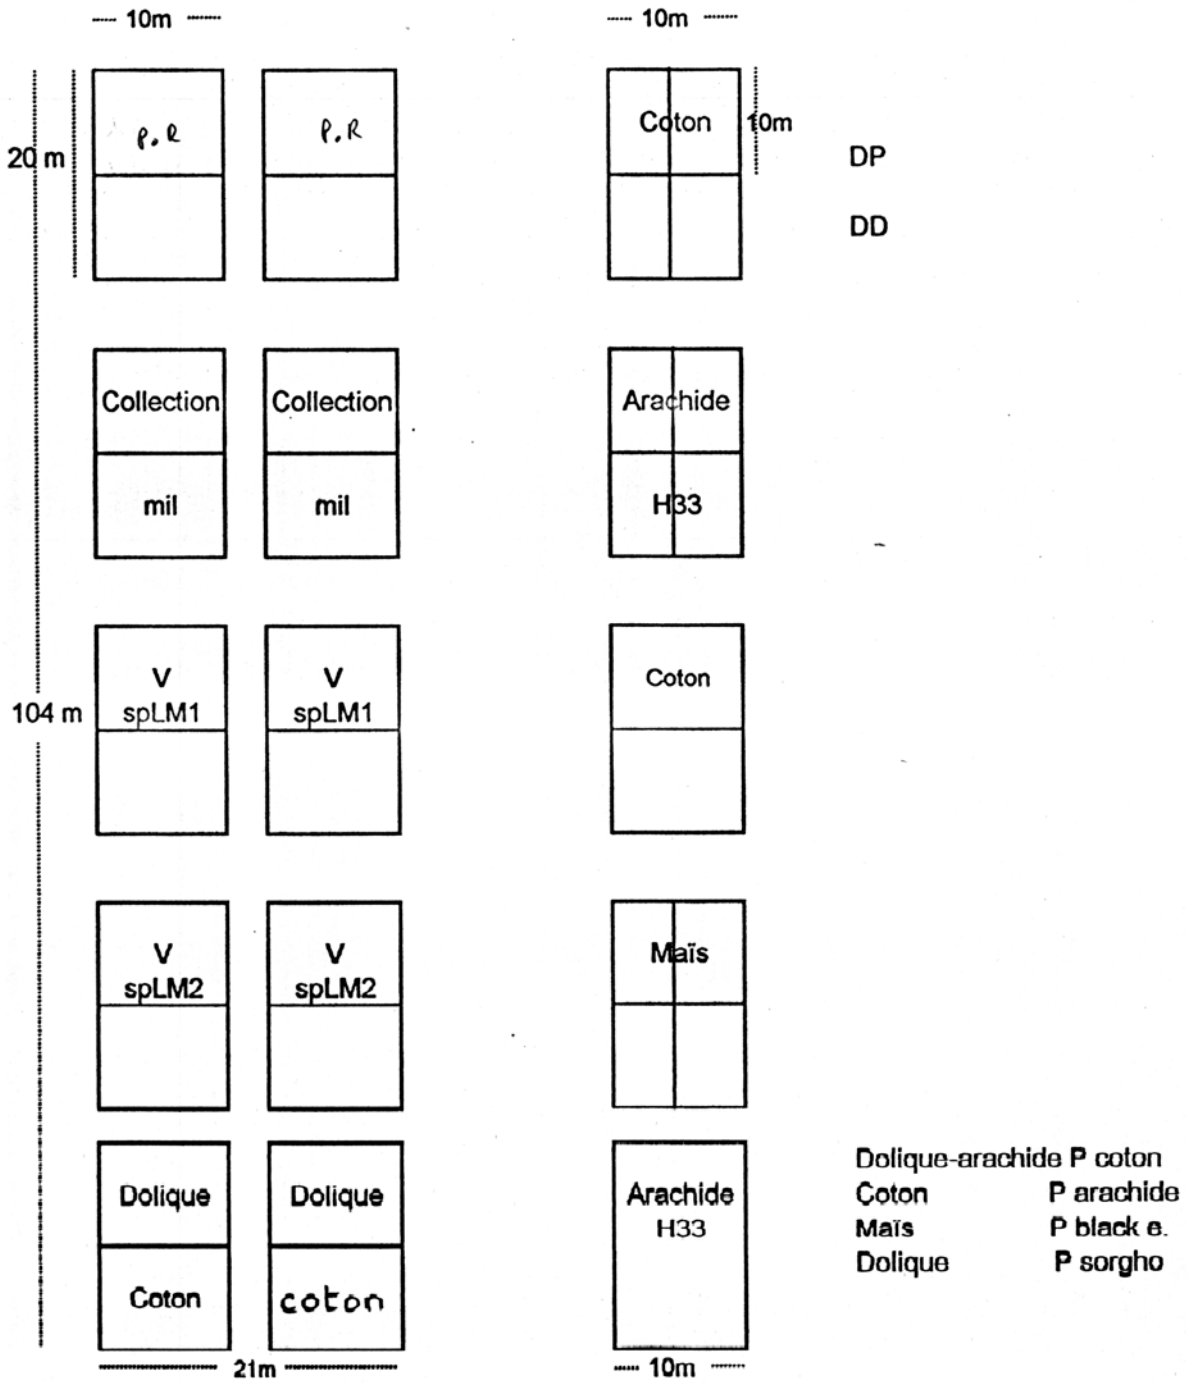 10m 10m
P.R P.R Coton 10m
20 m DP
DD
Collection Collection Arachide
mil mil H33
V V Coton
104 m spLM1 spLM1
V V Maïs
spLM2 spLM2
Dolique-arachide P coton
Dolique Dolique Arachide Coton P arachide
H33 Maïs P black e.
Dolique P sorgho
Coton coton
21m 10m